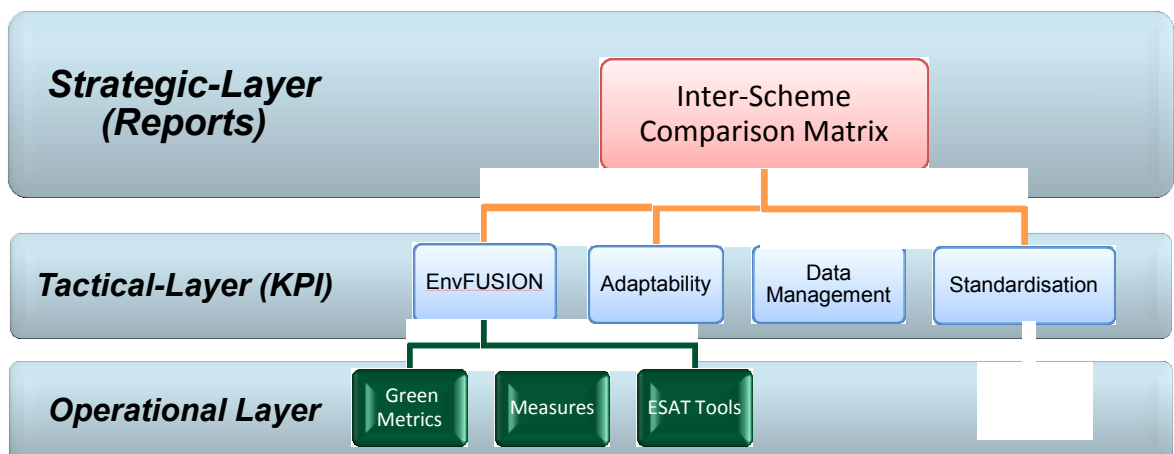 Strategic-Layer
(Reports)
Inter-Scheme
Comparison Matrix
Tactical-Layer (KPI)
EnvFUSION
Adaptability
Data
Management
Standardisation
Operational Layer
Green
Metrics
Measures
ESAT Tools